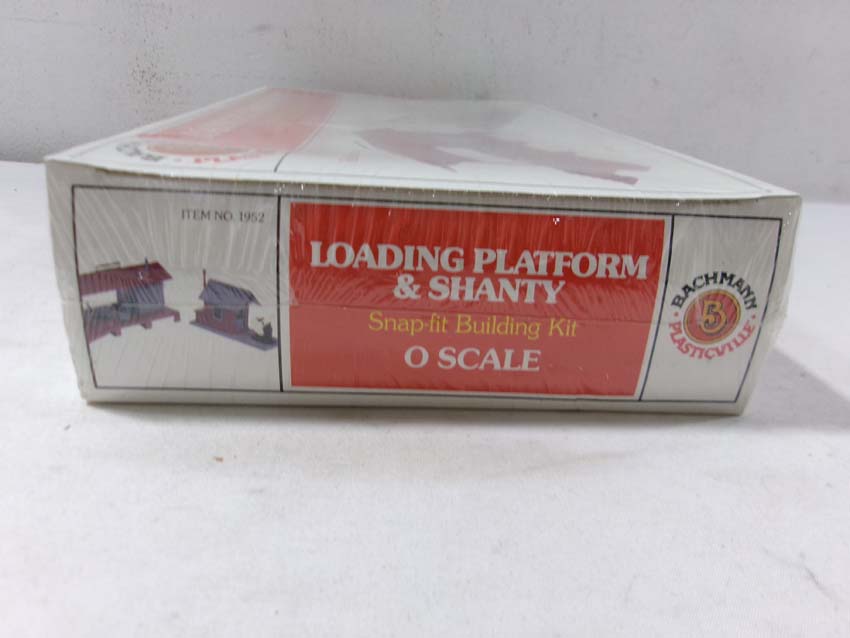 ITEM NO. 1952
LOADING PLATFORM
& SHANTY
Snap-fit Building Kit
O SCALE
BACHMANN
B
PLASTICVILLE